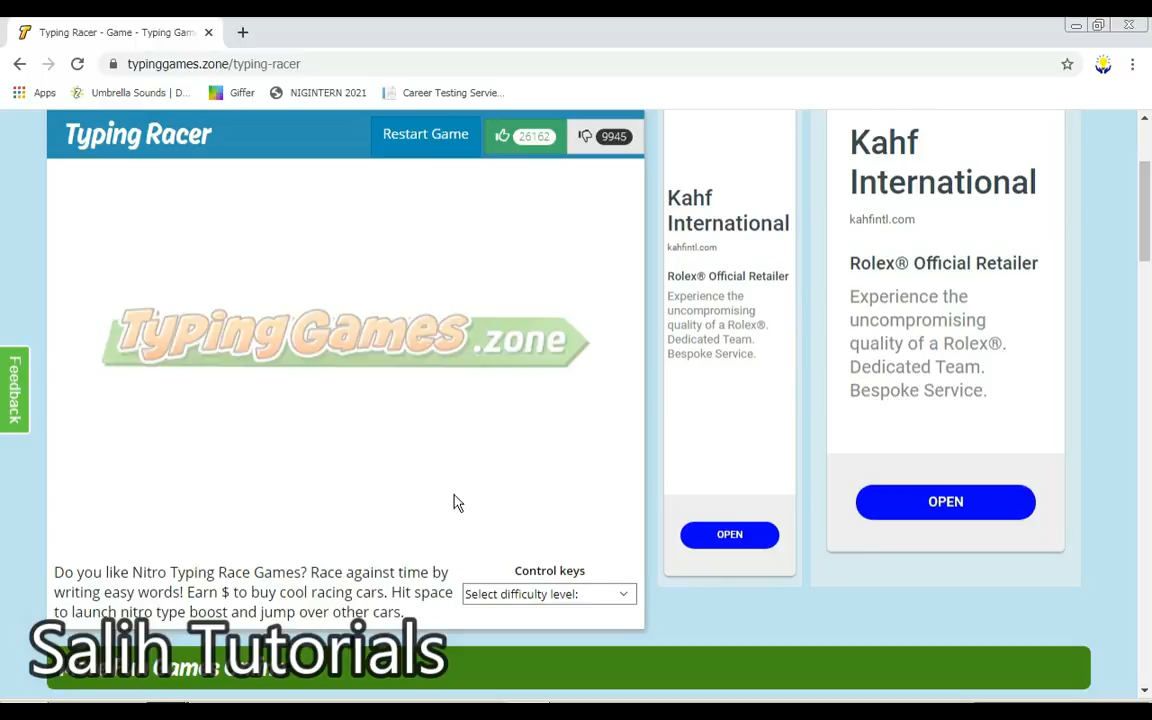 Typing Racer - Game - Typing Gam
typinggames.zone/typing-racer
Apps
Umbrella Sounds | D...
Giffer
NIGINTERN 2021
Career Testing Servie...
Typing Racer
Restart Game
26162
9945
TypingGames.zone
Do you like Nitro Typing Race Games? Race against time by
writing easy words! Earn $ to buy cool racing cars. Hit space
to launch nitro type boost and jump over other cars.
Control keys
Select difficulty level:
Feedback
Kahf
International
kahfintl.com
Rolex® Official Retailer
Experience the
uncompromising
quality of a Rolex®.
Dedicated Team.
Bespoke Service.
OPEN
Kahf
International
kahfintl.com
Rolex® Official Retailer
Experience the
uncompromising
quality of a Rolex®.
Dedicated Team.
Bespoke Service.
OPEN
Salih Tutorials